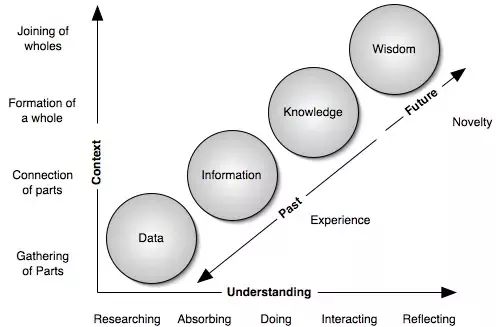 Joining of
wholes
Wisdom
Future
Formation of
a whole
Knowledge
Novelty
Context
Connection
of parts
Information
Past
Experience
Data
Gathering
of Parts
Understanding
Researching Absorbing Doing Interacting Reflecting